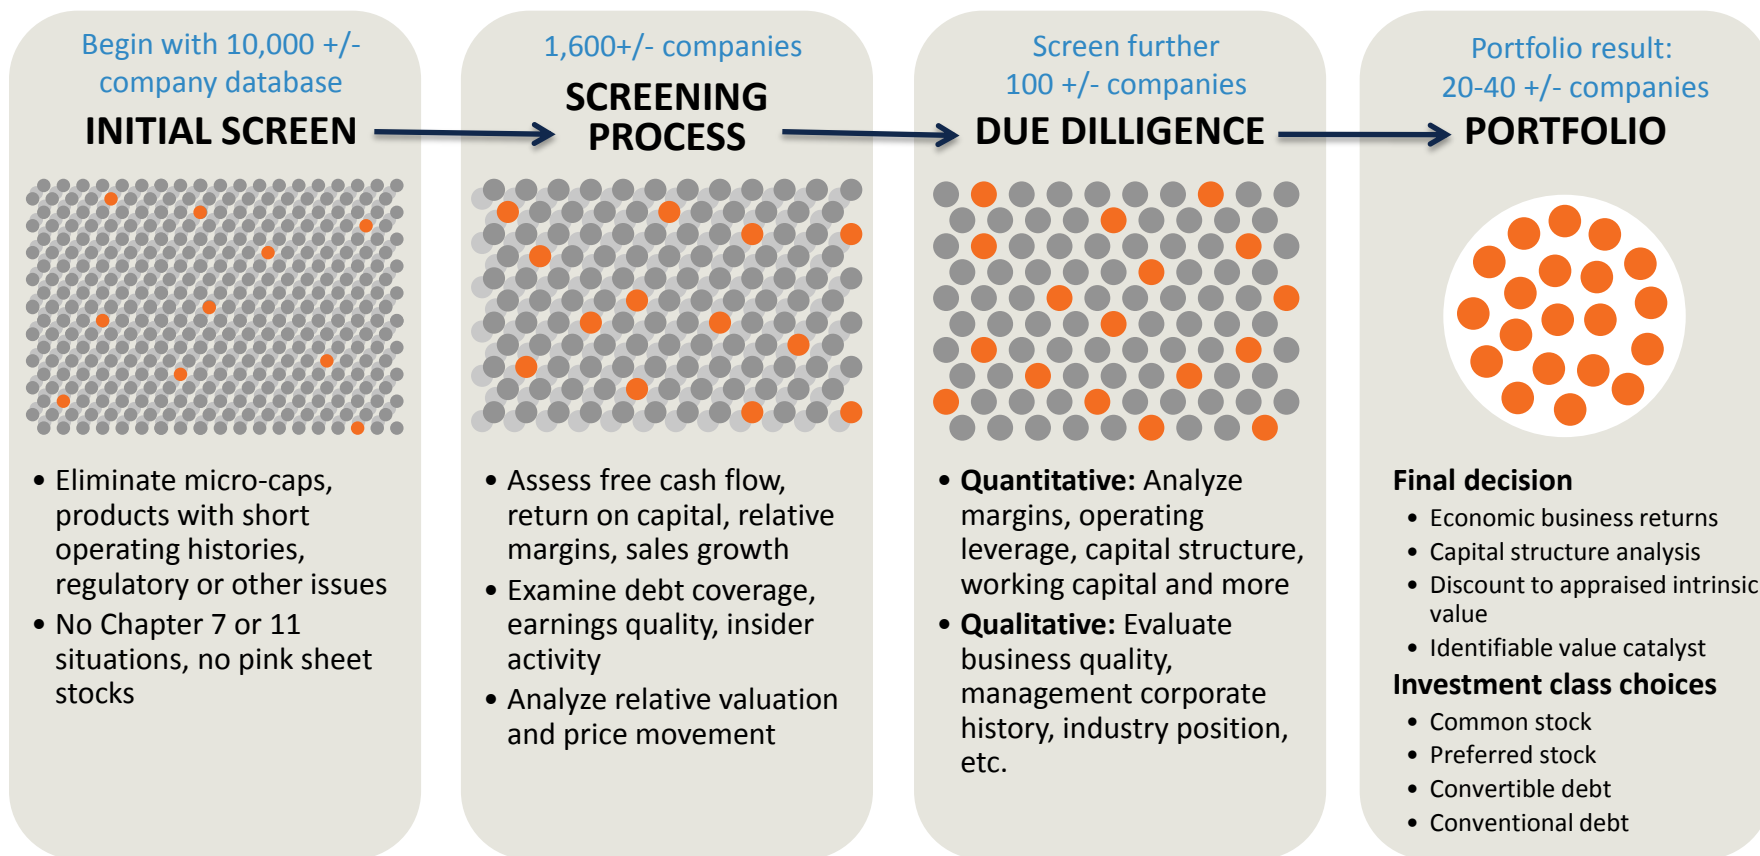 Begin with 10,000 +/-
company database
INITIAL SCREEN
• Eliminate micro-caps,
products with short
operating histories,
regulatory or other issues
• No Chapter 7 or 11
situations, no pink sheet
stocks
1,600+/- companies
SCREENING
PROCESS
• Assess free cash flow,
return on capital, relative
margins, sales growth
• Examine debt coverage,
earnings quality, insider
activity
• Analyze relative valuation
and price movement
Screen further
100 +/- companies
DUE DILLIGENCE
• Quantitative: Analyze
margins, operating
leverage, capital structure,
working capital and more
• Qualitative: Evaluate
business quality,
management corporate
history, industry position,
etc.
Portfolio result:
20-40 +/- companies
PORTFOLIO
Final decision
• Economic business returns
• Capital structure analysis
• Discount to appraised intrinsic
value
• Identifiable value catalyst
Investment class choices
• Common stock
• Preferred stock
• Convertible debt
• Conventional debt